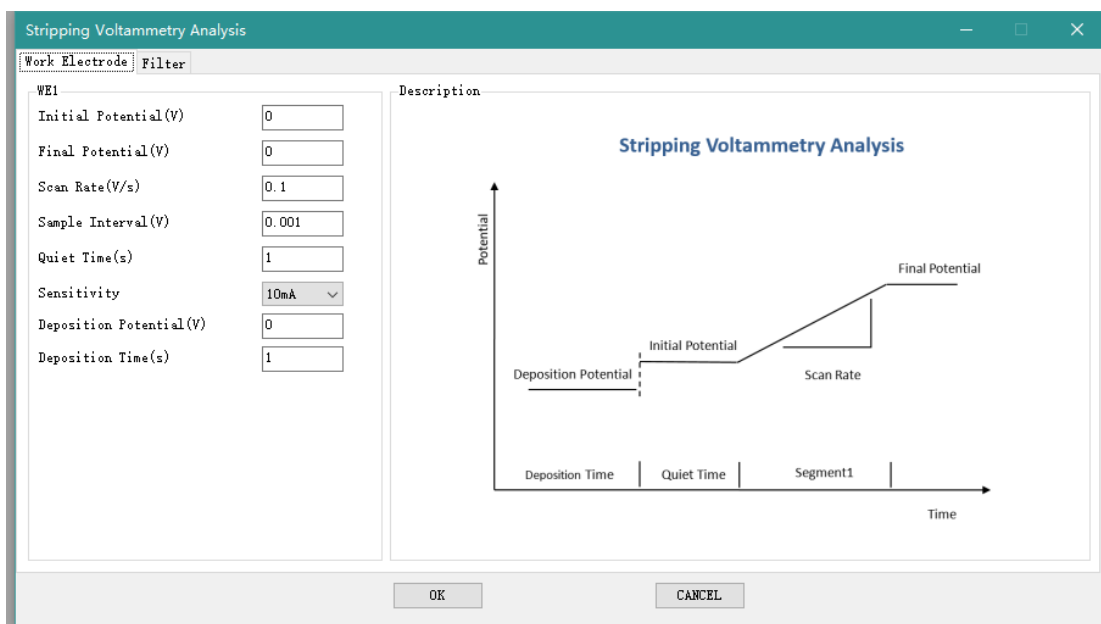 Stripping Voltammetry Analysis
Work Electrode Filter
WE1
Initial Potential(V) 0
Final Potential(V) 0
Scan Rate(V/s) 0.1
Sample Interval(V) 0.001
Quiet Time(s) 1
Sensitivity 10mA
Deposition Potential(V) 0
Deposition Time(s) 1
Description
Stripping Voltammetry Analysis
Potential
Final Potential
Initial Potential
Deposition Potential
Scan Rate
Deposition Time Quiet Time Segment1
Time
OK CANCEL